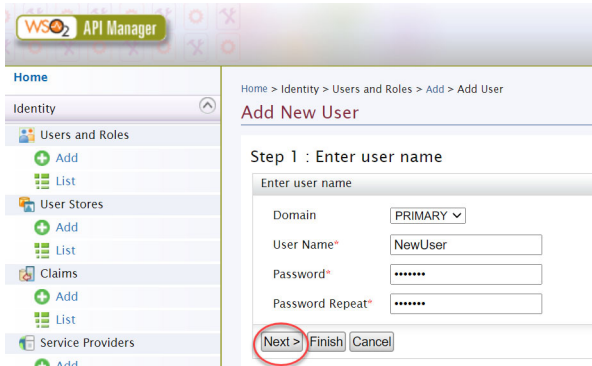 WSO2 API Manager
Home
Identity
Users and Roles
Add
List
User Stores
Add
List
Claims
Add
List
Service Providers
Add
Home > Identity > Users and Roles > Add > Add User
Add New User
Step 1 : Enter user name
Enter user name
Domain PRIMARY
User Name* NewUser
Password* •••••••
Password Repeat* •••••••
Next > Finish Cancel